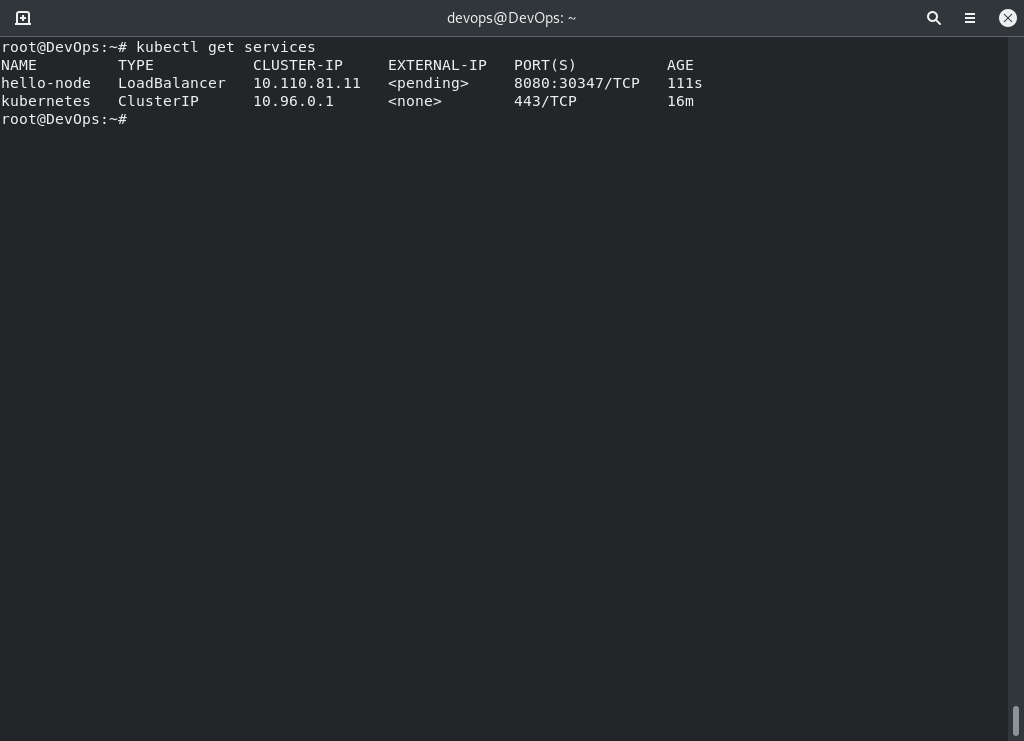 devops@DevOps: ~
root@DevOps:~# kubectl get services
NAME         TYPE           CLUSTER-IP     EXTERNAL-IP   PORT(S)          AGE
hello-node   LoadBalancer   10.110.81.11   <pending>     8080:30347/TCP   111s
kubernetes   ClusterIP      10.96.0.1      <none>        443/TCP          16m
root@DevOps:~#